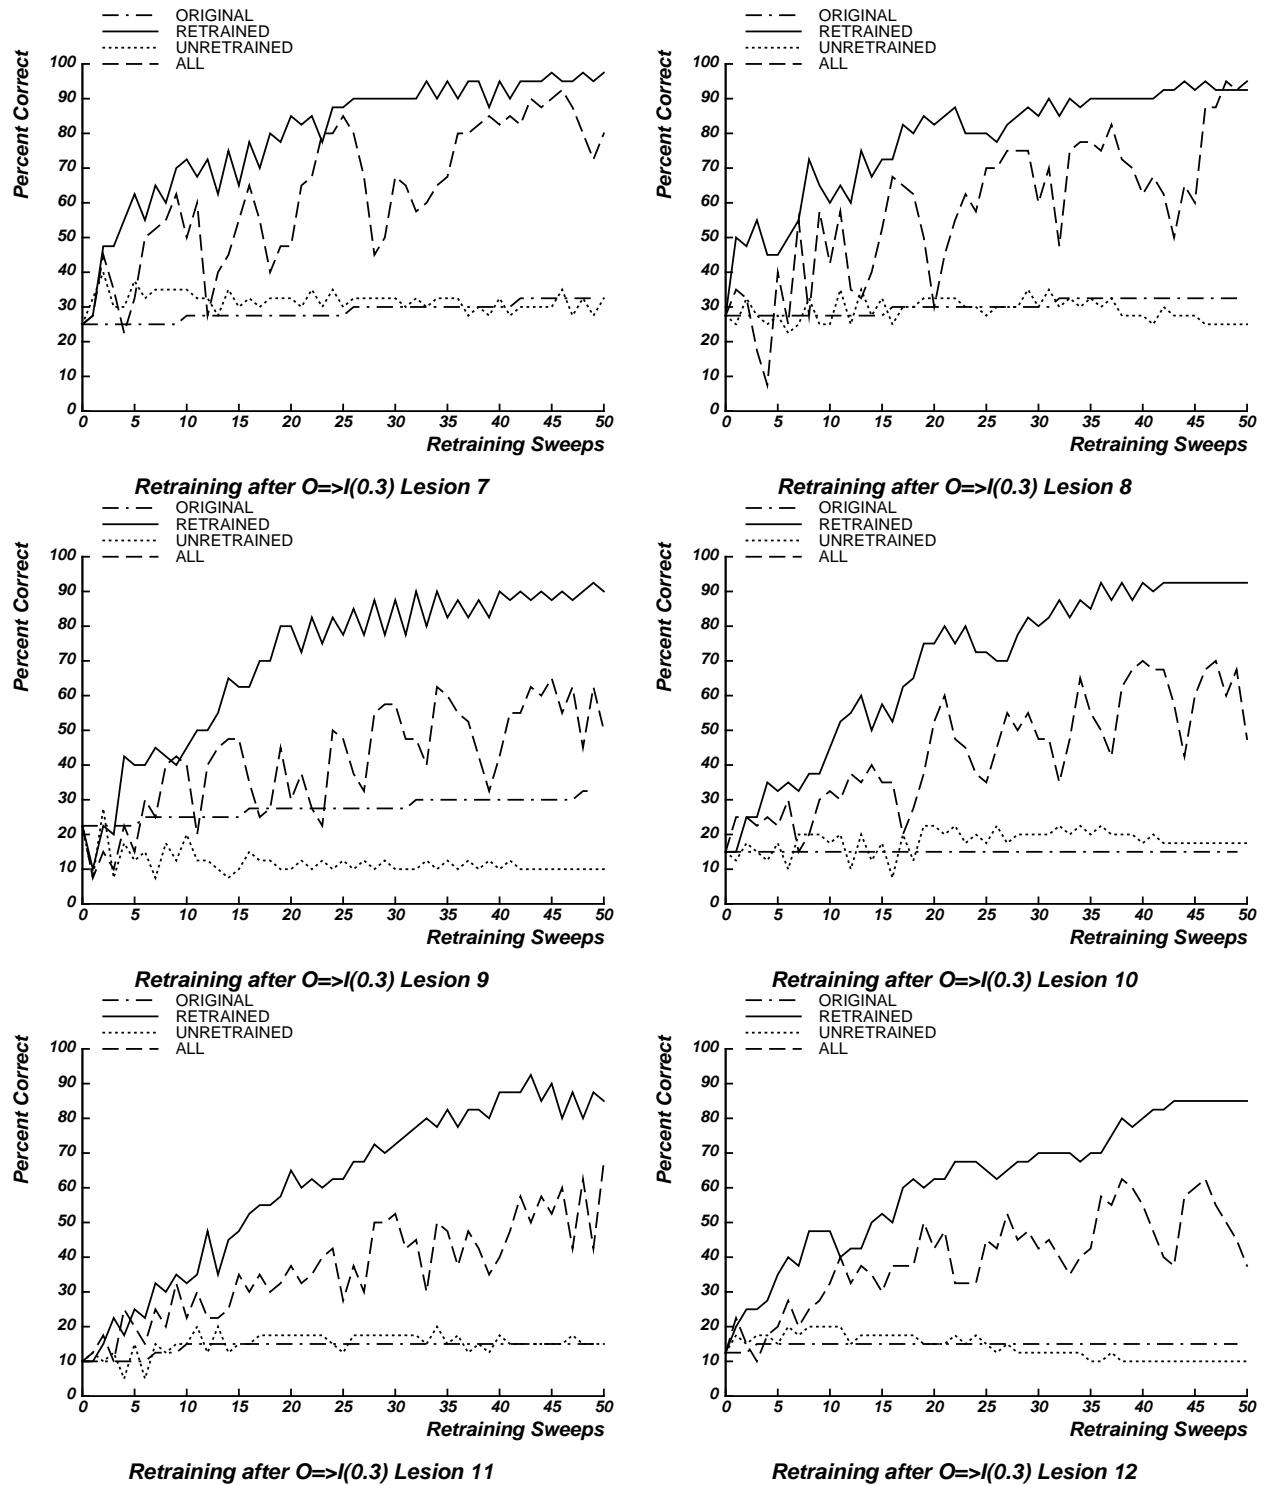 ORIGINAL
RETRAINED
UNRETRAINED
ALL
Percent Correct
100
90
80
70
60
50
40
30
20
10
0
0 5 10 15 20 25 30 35 40 45 50
Retraining Sweeps
Retraining after O=>I(0.3) Lesion 7
ORIGINAL
RETRAINED
UNRETRAINED
ALL
Percent Correct
100
90
80
70
60
50
40
30
20
10
0
0 5 10 15 20 25 30 35 40 45 50
Retraining Sweeps
Retraining after O=>I(0.3) Lesion 8
ORIGINAL
RETRAINED
UNRETRAINED
ALL
Percent Correct
100
90
80
70
60
50
40
30
20
10
0
0 5 10 15 20 25 30 35 40 45 50
Retraining Sweeps
Retraining after O=>I(0.3) Lesion 9
ORIGINAL
RETRAINED
UNRETRAINED
ALL
Percent Correct
100
90
80
70
60
50
40
30
20
10
0
0 5 10 15 20 25 30 35 40 45 50
Retraining Sweeps
Retraining after O=>I(0.3) Lesion 10
ORIGINAL
RETRAINED
UNRETRAINED
ALL
Percent Correct
100
90
80
70
60
50
40
30
20
10
0
0 5 10 15 20 25 30 35 40 45 50
Retraining Sweeps
Retraining after O=>I(0.3) Lesion 11
ORIGINAL
RETRAINED
UNRETRAINED
ALL
Percent Correct
100
90
80
70
60
50
40
30
20
10
0
0 5 10 15 20 25 30 35 40 45 50
Retraining Sweeps
Retraining after O=>I(0.3) Lesion 12